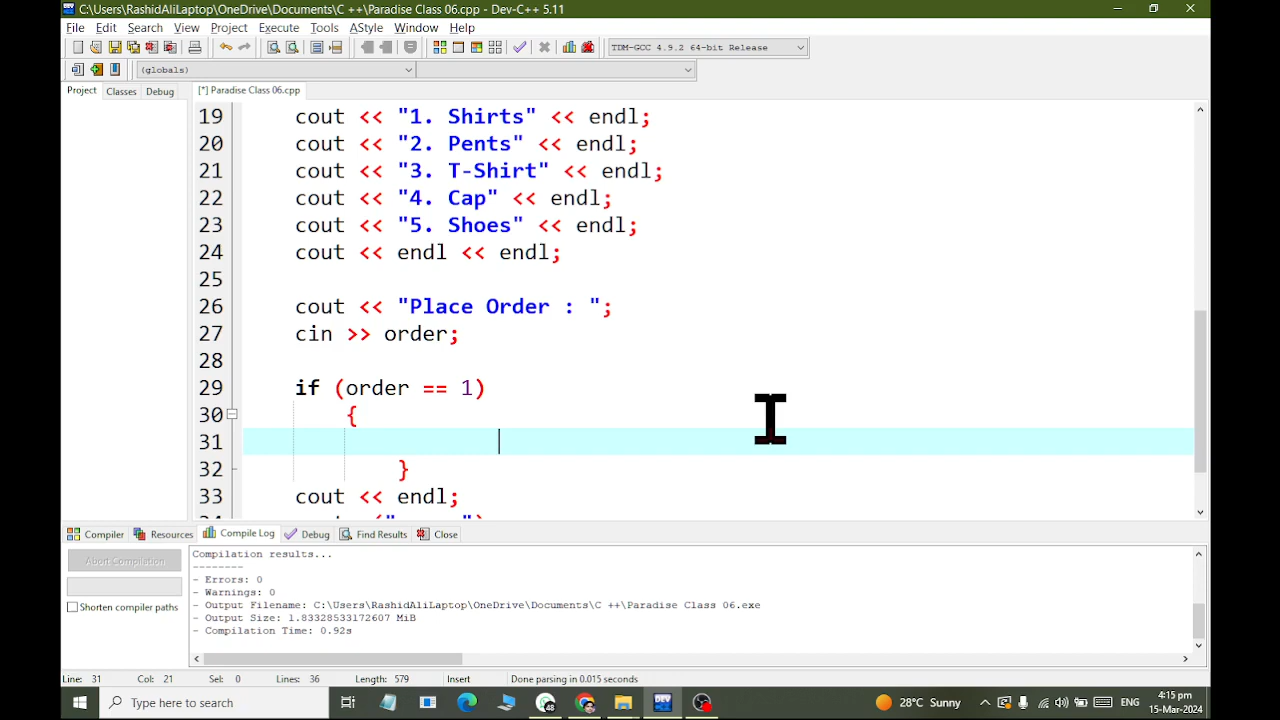 C:\Users\RashidAliLaptop\OneDrive\Documents\C ++\Paradise Class 06.cpp - Dev-C++ 5.11
File Edit Search View Project Execute Tools AStyle Window Help
TDM-GCC 4.9.2 64-bit Release
(globals)
Project Classes Debug [*] Paradise Class 06.cpp
19 cout << "1. Shirts" << endl;
20 cout << "2. Pents" << endl;
21 cout << "3. T-Shirt" << endl;
22 cout << "4. Cap" << endl;
23 cout << "5. Shoes" << endl;
24 cout << endl << endl;
25
26 cout << "Place Order : ";
27 cin >> order;
28
29 if (order == 1)
30 {
31
32 }
33 cout << endl;
Compiler Resources Compile Log Debug Find Results Close
Abort Compilation
Shorten compiler paths
Compilation results...
--------
- Errors: 0
- Warnings: 0
- Output Filename: C:\Users\RashidAliLaptop\OneDrive\Documents\C ++\Paradise Class 06.exe
- Output Size: 1.83328533172607 MiB
- Compilation Time: 0.92s
Line: 31 Col: 21 Sel: 0 Lines: 36 Length: 579 Insert Done parsing in 0.015 seconds
Type here to search
48
28°C Sunny
ENG
4:15 pm
15-Mar-2024